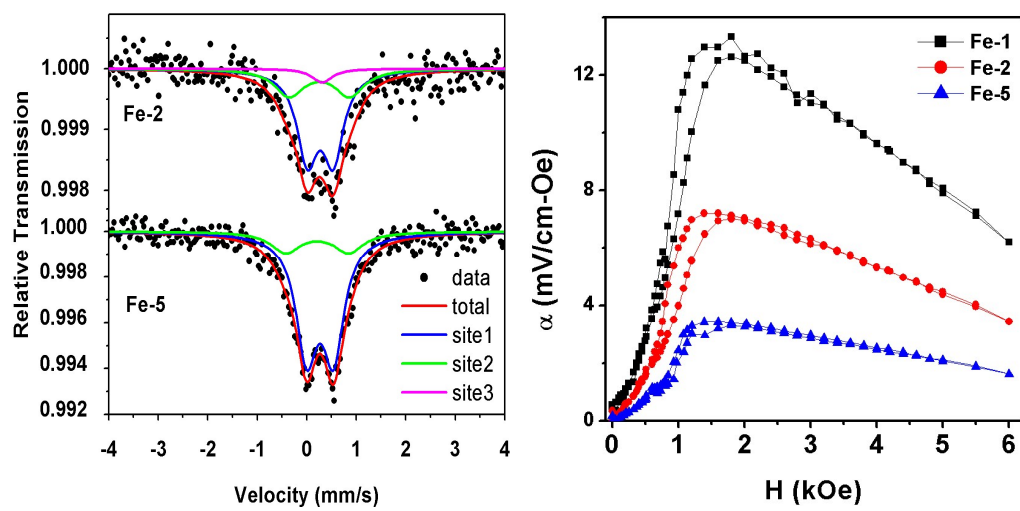 1.000
0.999
0.998
1.000
0.998
0.996
0.994
0.992
Relative Transmission
Fe-2
Fe-5
data
total
site1
site2
site3
-4 -3 -2 -1 0 1 2 3 4
Velocity (mm/s)
12
8
4
0
α (mV/cm-Oe)
Fe-1
Fe-2
Fe-5
0 1 2 3 4 5 6
H (kOe)